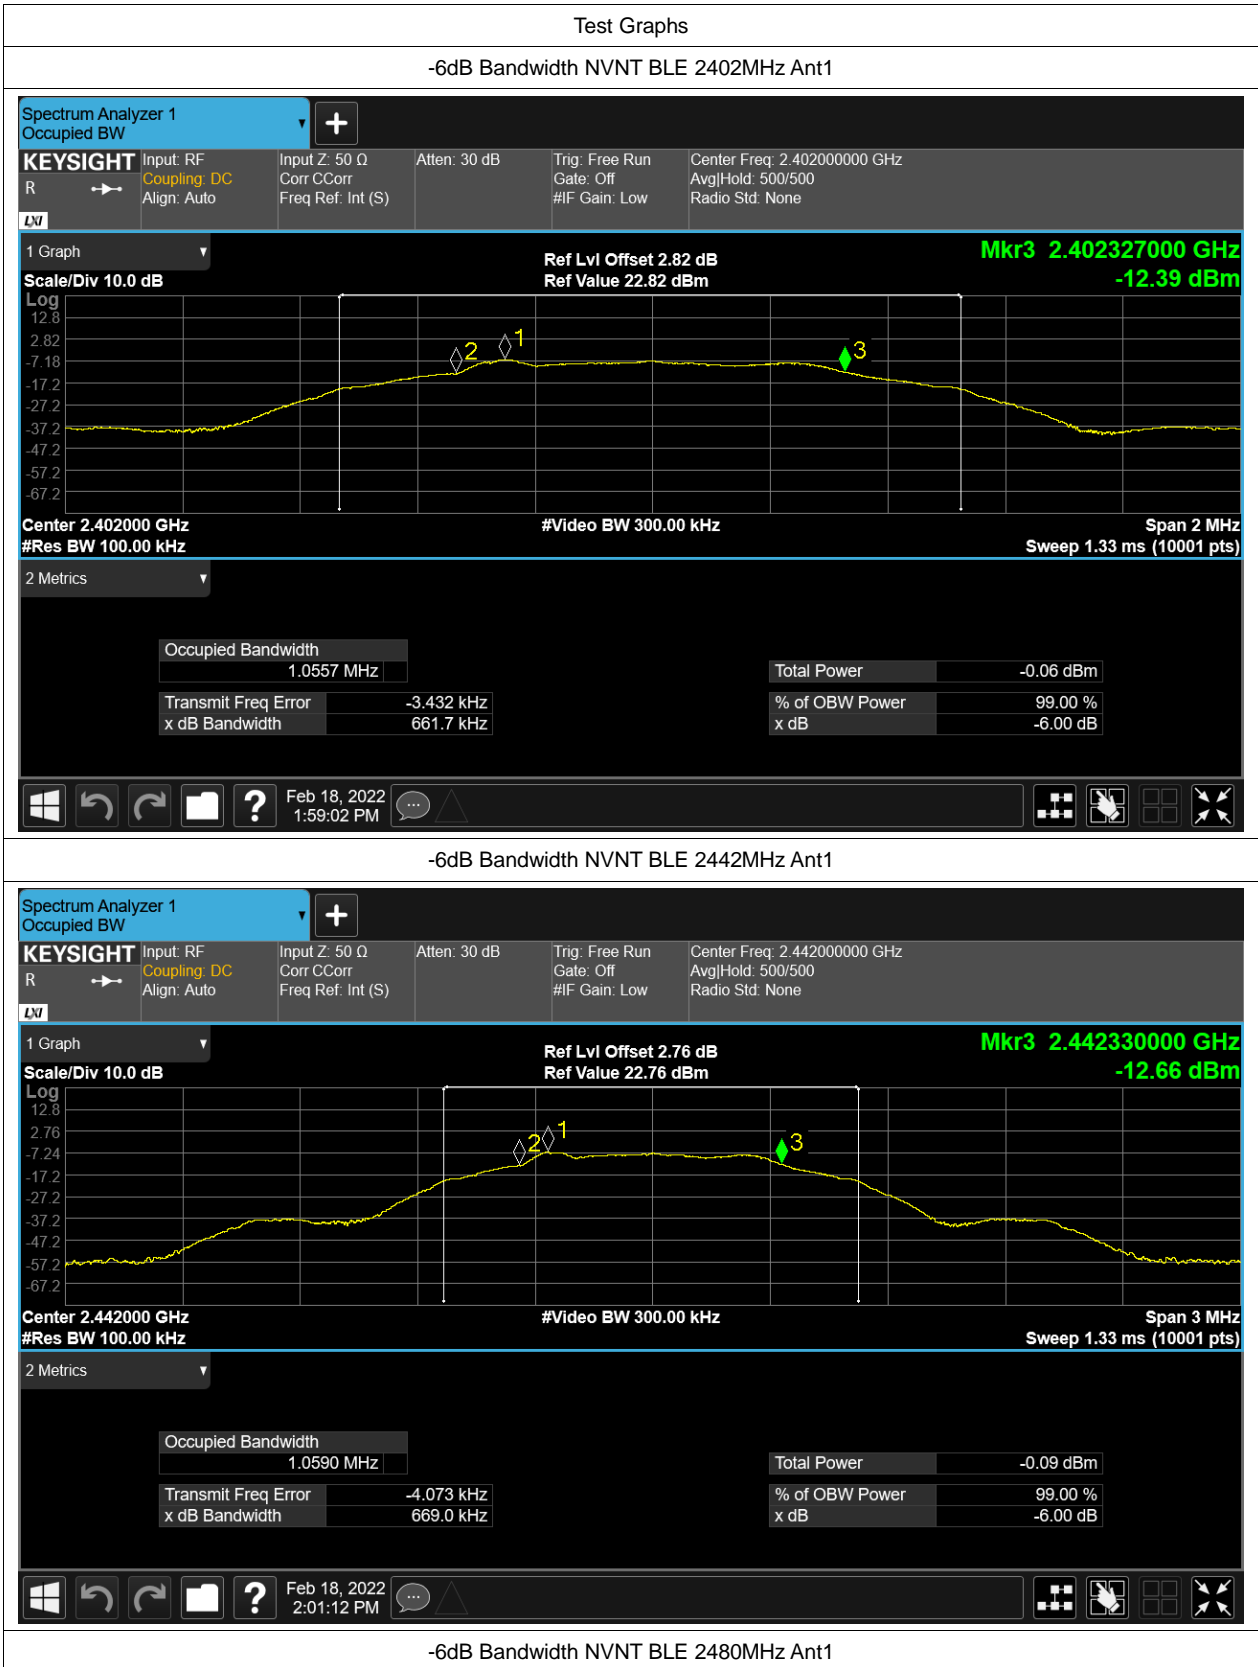 Test Graphs
-6dB Bandwidth NVNT BLE 2402MHz Ant1
Spectrum Analyzer 1
Occupied BW
KEYSIGHT Input: RF Input Z: 50 Ω Atten: 30 dB Trig: Free Run Center Freq: 2.402000000 GHz
R Coupling: DC Corr CCorr Gate: Off Avg|Hold: 500/500
Align: Auto Freq Ref: Int (S) #IF Gain: Low Radio Std: None
LXI
1 Graph Ref Lvl Offset 2.82 dB Mkr3 2.402327000 GHz
Scale/Div 10.0 dB Ref Value 22.82 dBm -12.39 dBm
Log
12.8
2.82
-7.18
-17.2
-27.2
-37.2
-47.2
-57.2
-67.2
2 1 3
Center 2.402000 GHz #Video BW 300.00 kHz Span 2 MHz
#Res BW 100.00 kHz Sweep 1.33 ms (10001 pts)
2 Metrics
Occupied Bandwidth
1.0557 MHz Total Power -0.06 dBm
Transmit Freq Error -3.432 kHz % of OBW Power 99.00 %
x dB Bandwidth 661.7 kHz x dB -6.00 dB
? Feb 18, 2022
1:59:02 PM
-6dB Bandwidth NVNT BLE 2442MHz Ant1
Spectrum Analyzer 1
Occupied BW
KEYSIGHT Input: RF Input Z: 50 Ω Atten: 30 dB Trig: Free Run Center Freq: 2.442000000 GHz
R Coupling: DC Corr CCorr Gate: Off Avg|Hold: 500/500
Align: Auto Freq Ref: Int (S) #IF Gain: Low Radio Std: None
LXI
1 Graph Ref Lvl Offset 2.76 dB Mkr3 2.442330000 GHz
Scale/Div 10.0 dB Ref Value 22.76 dBm -12.66 dBm
Log
12.8
2.76
-7.24
-17.2
-27.2
-37.2
-47.2
-57.2
-67.2
2 1 3
Center 2.442000 GHz #Video BW 300.00 kHz Span 3 MHz
#Res BW 100.00 kHz Sweep 1.33 ms (10001 pts)
2 Metrics
Occupied Bandwidth
1.0590 MHz Total Power -0.09 dBm
Transmit Freq Error -4.073 kHz % of OBW Power 99.00 %
x dB Bandwidth 669.0 kHz x dB -6.00 dB
? Feb 18, 2022
2:01:12 PM
-6dB Bandwidth NVNT BLE 2480MHz Ant1